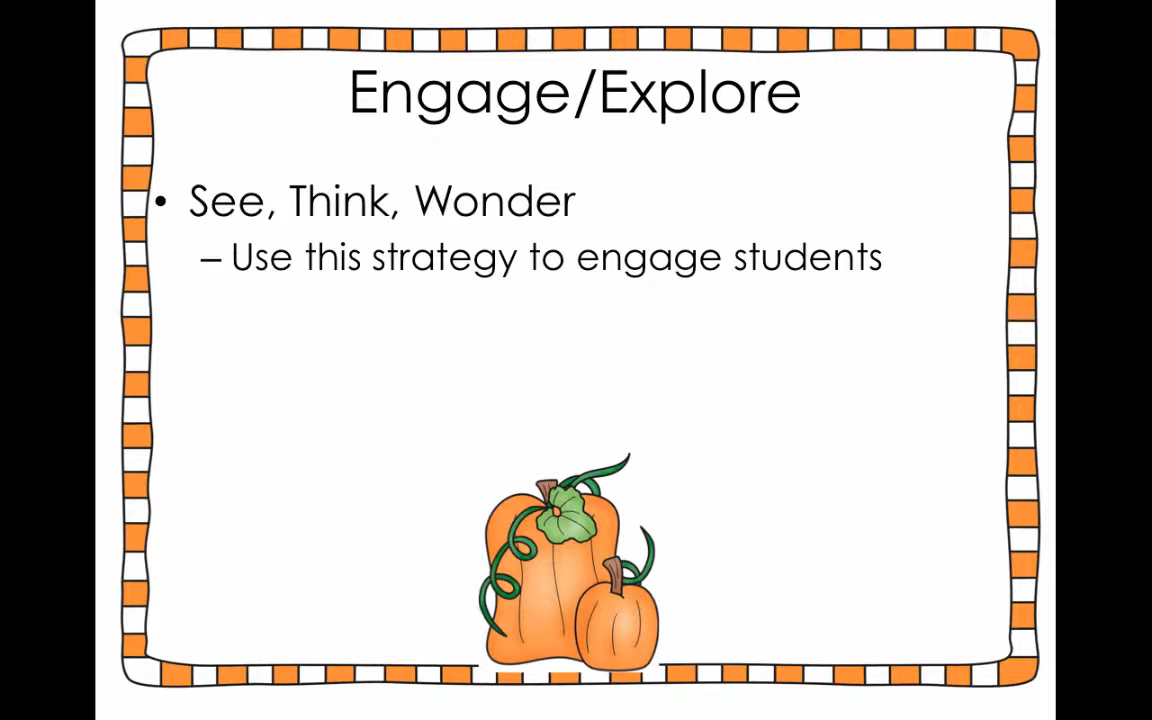 Engage/Explore
• See, Think, Wonder
– Use this strategy to engage students